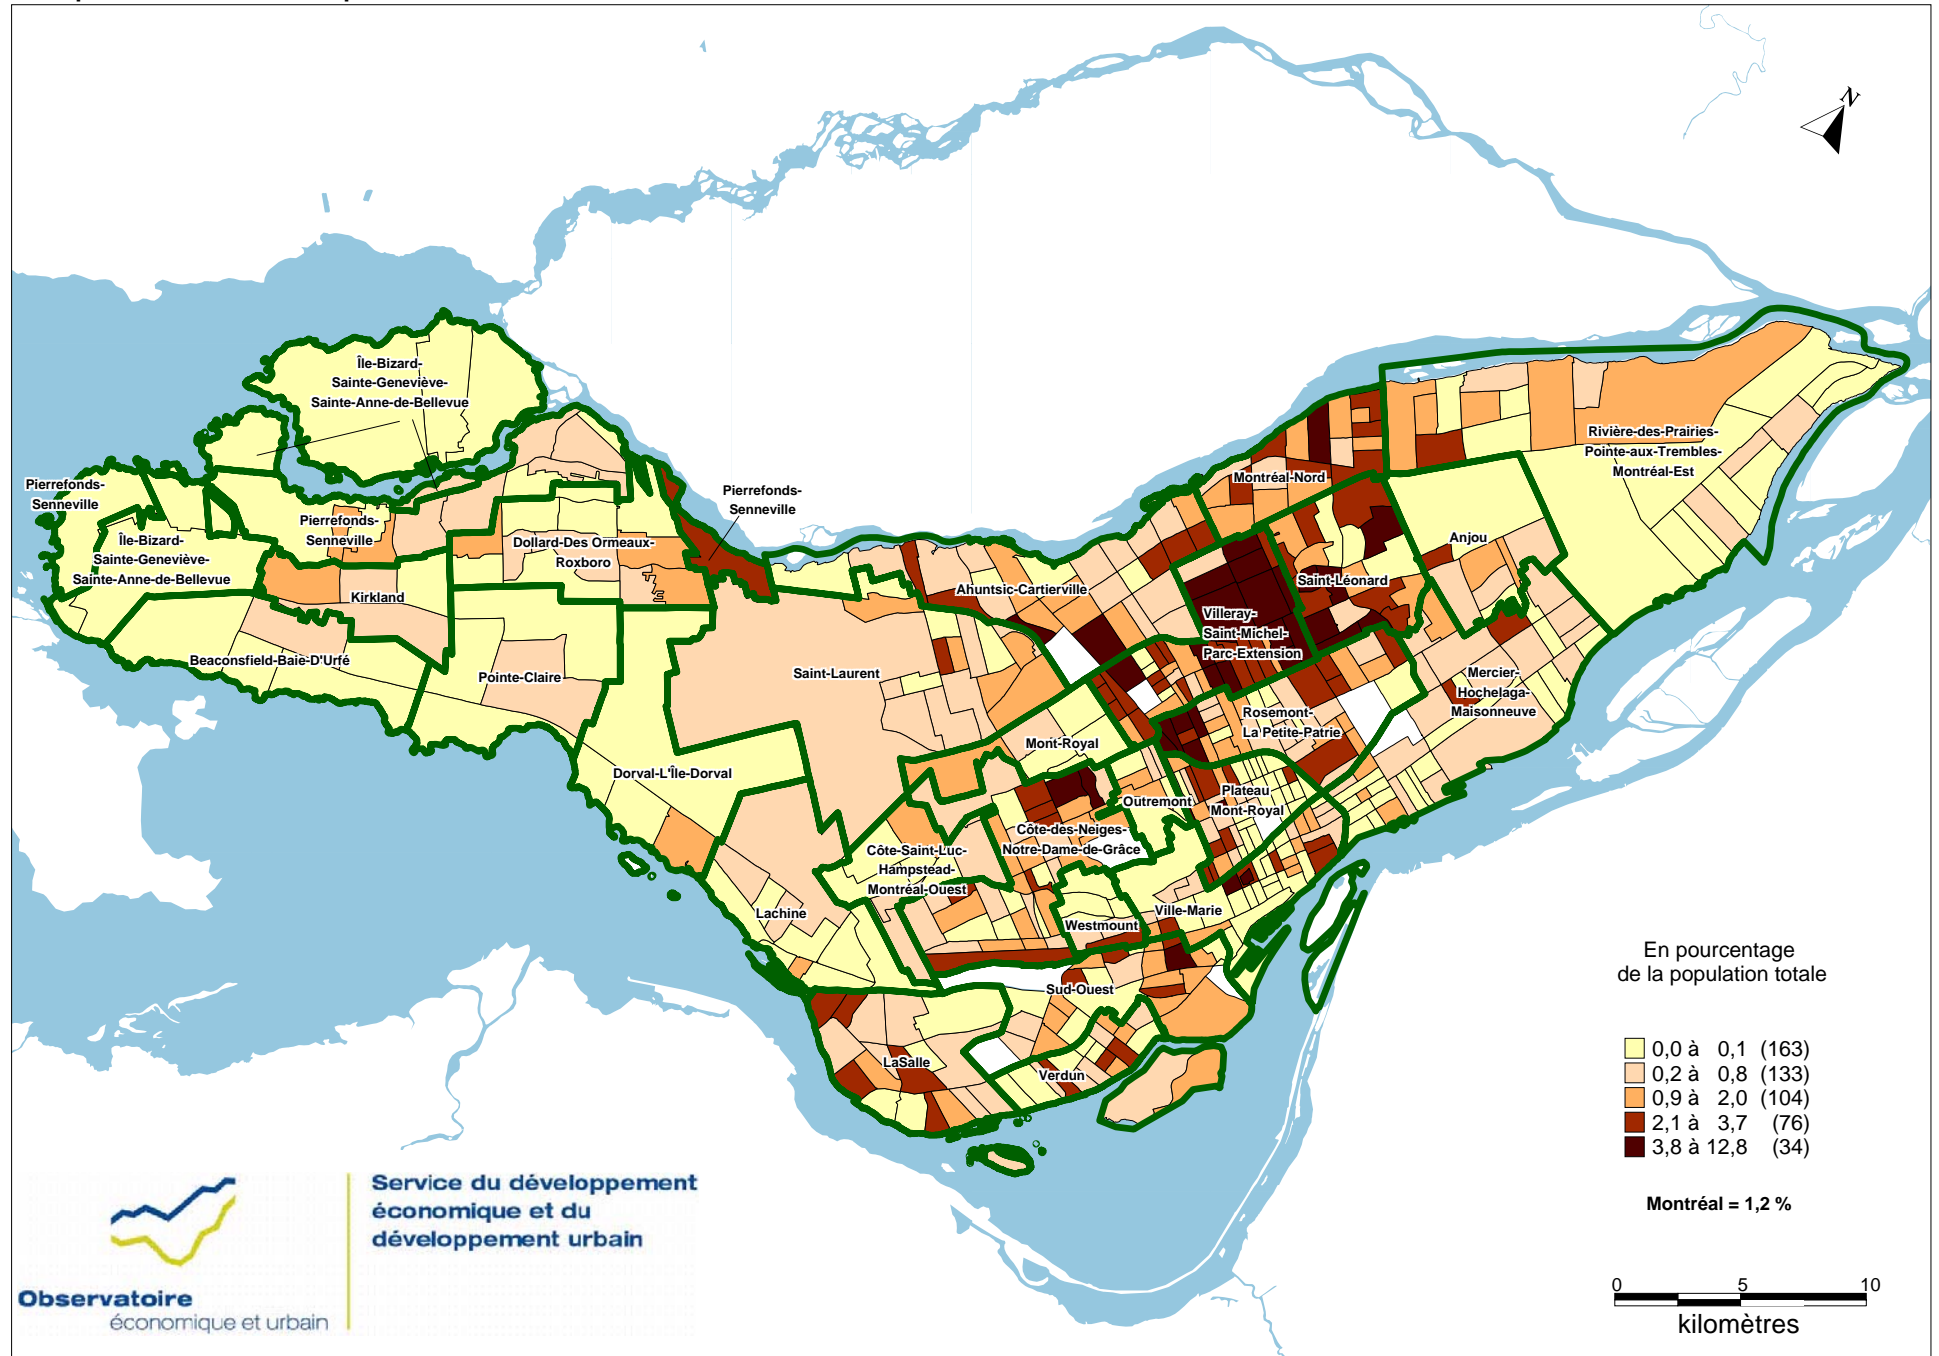 N
Île-Bizard-
Sainte-Geneviève-
Sainte-Anne-de-Bellevue
Pierrefonds-
Senneville
Île-Bizard-
Sainte-Geneviève-
Sainte-Anne-de-Bellevue
Pierrefonds-
Senneville
Pierrefonds-
Senneville
Dollard-Des Ormeaux-
Roxboro
Kirkland
Beaconsfield-Baie-D'Urfé
Pointe-Claire
Dorval-L'Île-Dorval
Saint-Laurent
Ahuntsic-Cartierville
Montréal-Nord
Rivière-des-Prairies-
Pointe-aux-Trembles-
Montréal-Est
Anjou
Saint-Léonard
Villeray-
Saint-Michel-
Parc-Extension
Mercier-
Hochelaga-
Maisonneuve
Rosemont-
La Petite-Patrie
Mont-Royal
Outremont
Plateau
Mont-Royal
Côte-des-Neiges-
Notre-Dame-de-Grâce
Côte-Saint-Luc-
Hampstead-
Montréal-Ouest
Lachine
Westmount
Ville-Marie
Sud-Ouest
LaSalle
Verdun
En pourcentage
de la population totale
0,0 à 0,1 (163)
0,2 à 0,8 (133)
0,9 à 2,0 (104)
2,1 à 3,7 (76)
3,8 à 12,8 (34)
Montréal = 1,2 %
0 5 10
kilomètres
Service du développement
économique et du
développement urbain
Observatoire
économique et urbain